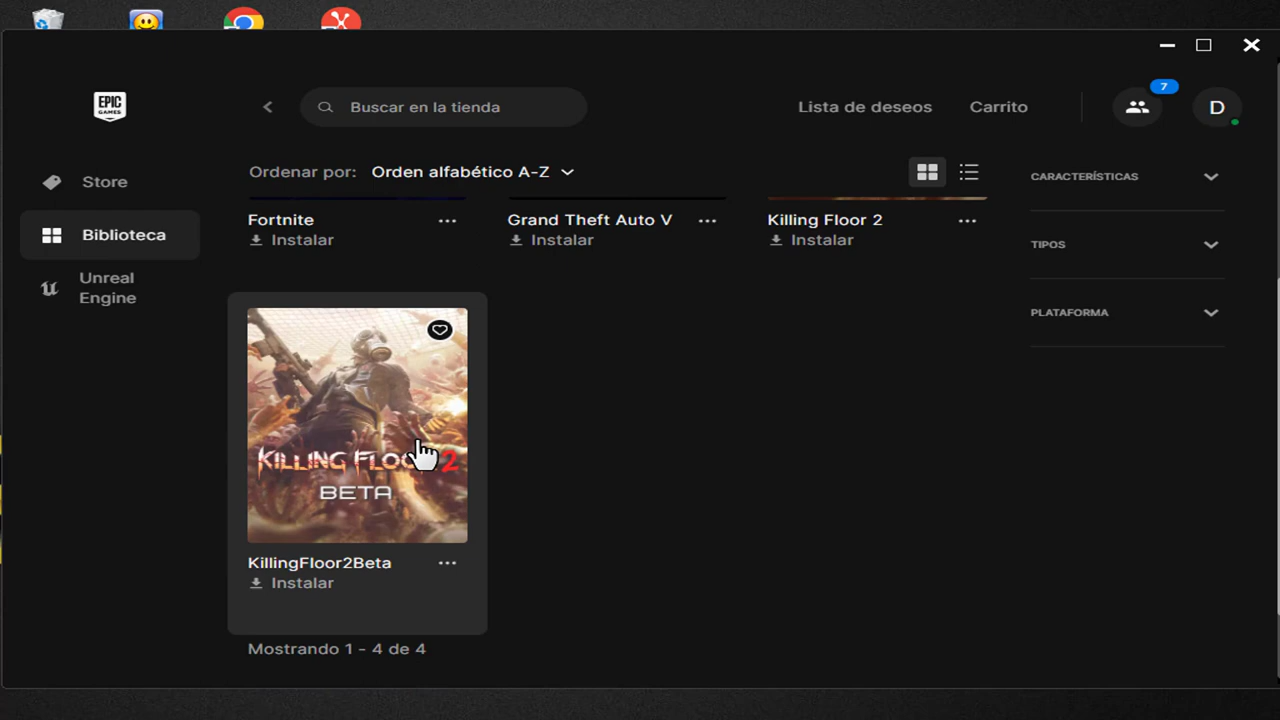 EPIC
GAMES
Buscar en la tienda
Lista de deseos
Carrito
7
D
Store
Biblioteca
Unreal
Engine
Ordenar por: Orden alfabético A-Z
Fortnite
Instalar
Grand Theft Auto V
Instalar
Killing Floor 2
Instalar
CARACTERÍSTICAS
TIPOS
PLATAFORMA
KILLING FLOOR 2
BETA
KillingFloor2Beta
Instalar
Mostrando 1 - 4 de 4